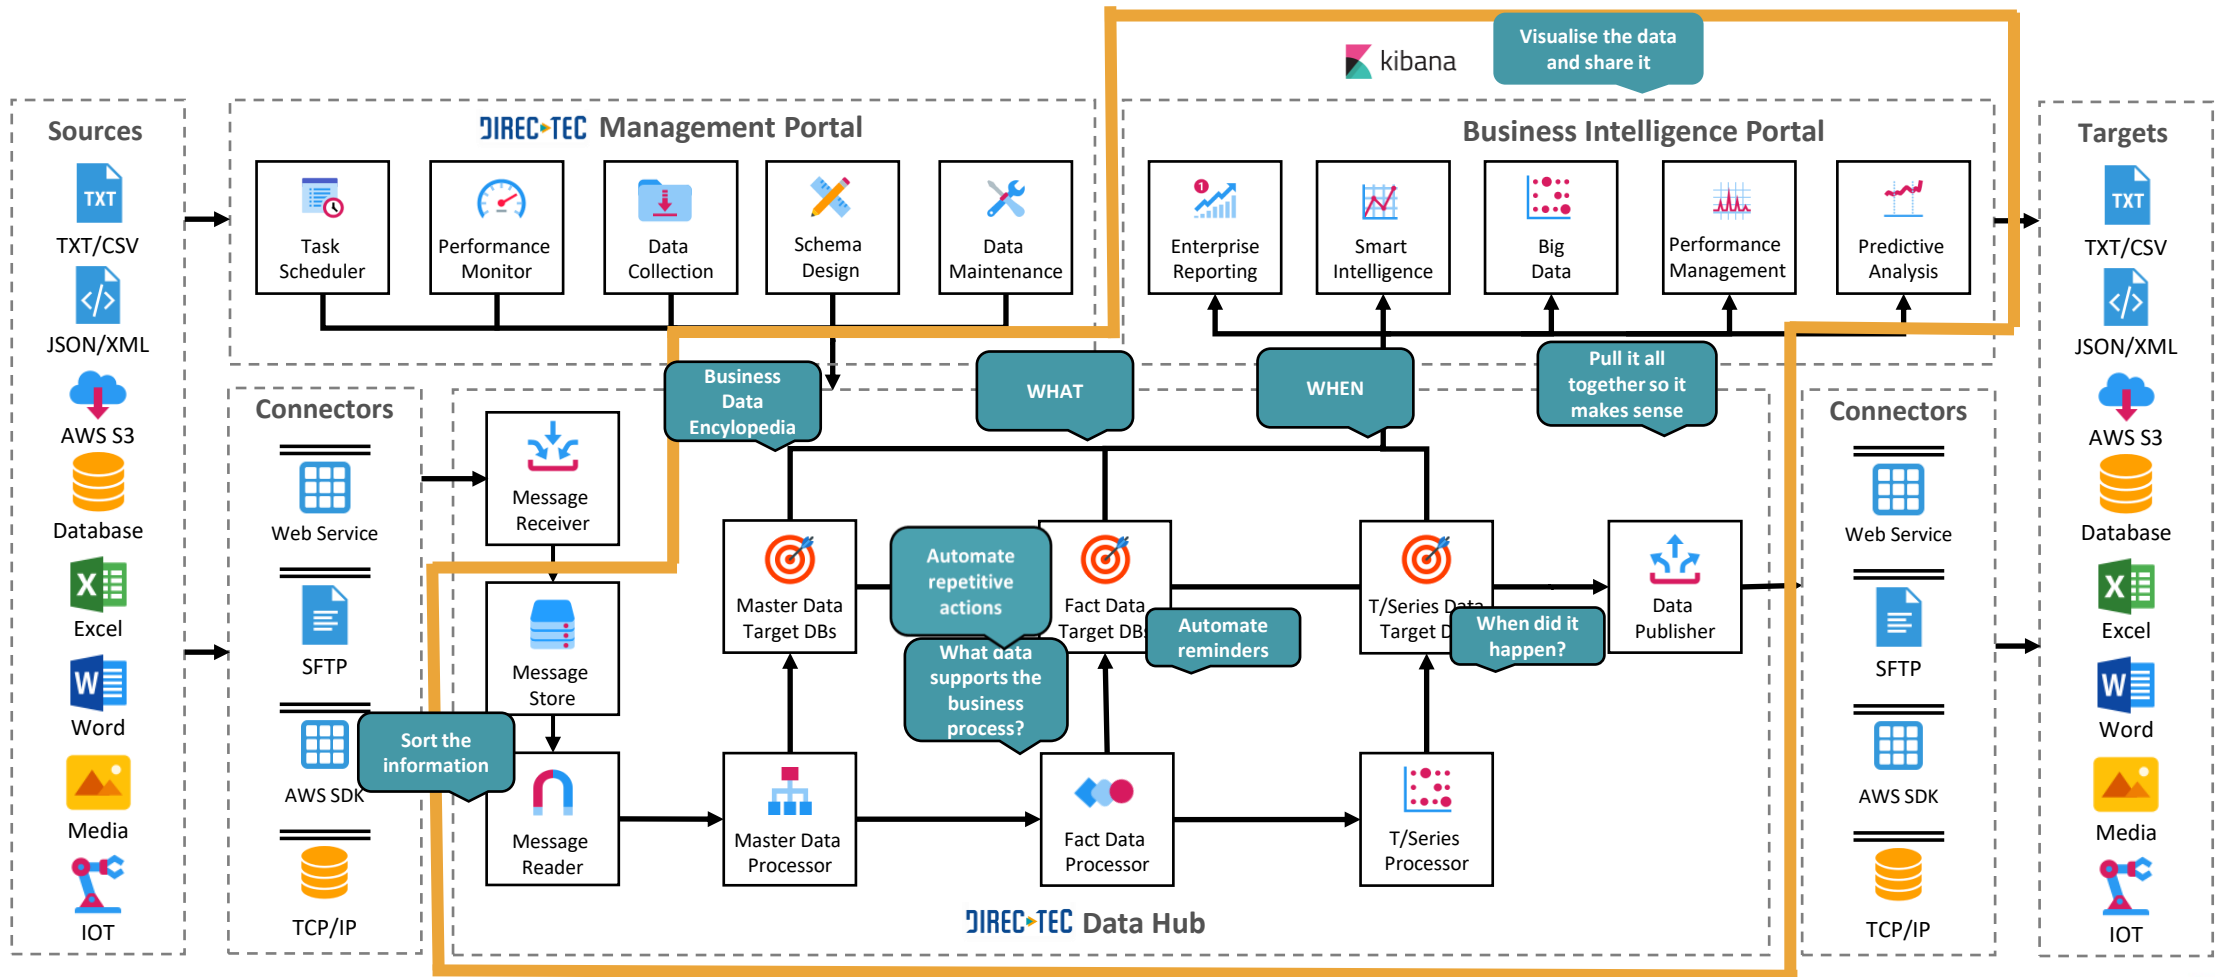 kibana
Visualise the data
and share it
Sources
TXT
TXT/CSV
JSON/XML
AWS S3
Database
X
Excel
W
Word
Media
IOT
DIREC TEC Management Portal
Task
Scheduler
Performance
Monitor
Data
Collection
Schema
Design
Data
Maintenance
Business Intelligence Portal
1
Enterprise
Reporting
Smart
Intelligence
Big
Data
Performance
Management
Predictive
Analysis
Targets
TXT
TXT/CSV
JSON/XML
AWS S3
Database
X
Excel
W
Word
Media
IOT
Connectors
Web Service
SFTP
AWS SDK
TCP/IP
Business
Data
Encylopedia
WHAT
WHEN
Pull it all
together so it
makes sense
Message
Receiver
Message
Store
Sort the
information
Message
Reader
Master Data
Target DBs
Automate
repetitive
actions
Fact Data
Target DBs
Automate
reminders
What data
supports the
business
process?
T/Series Data
Target D
When did it
happen?
Data
Publisher
Master Data
Processor
Fact Data
Processor
T/Series
Processor
DIREC TEC Data Hub
Connectors
Web Service
SFTP
AWS SDK
TCP/IP